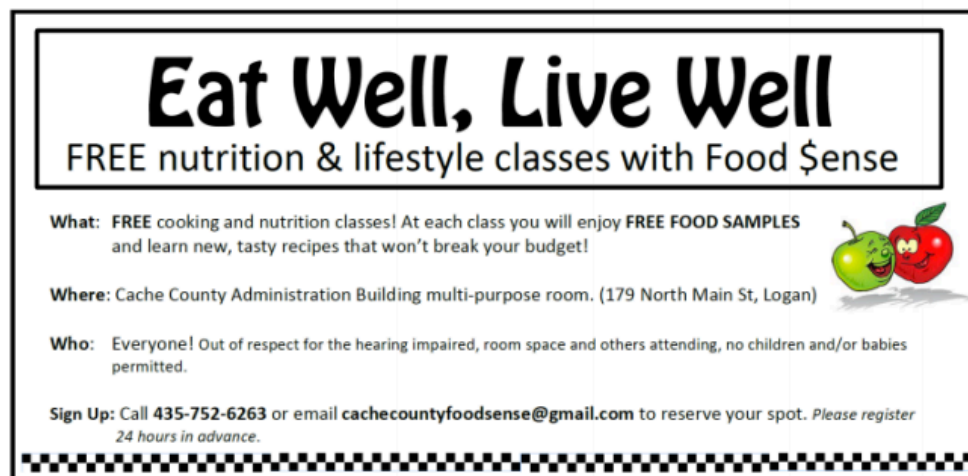 Eat Well, Live Well
FREE nutrition & lifestyle classes with Food $ense
What: FREE cooking and nutrition classes! At each class you will enjoy FREE FOOD SAMPLES
and learn new, tasty recipes that won't break your budget!
Where: Cache County Administration Building multi-purpose room. (179 North Main St, Logan)
Who: Everyone! Out of respect for the hearing impaired, room space and others attending, no children and/or babies
permitted.
Sign Up: Call 435-752-6263 or email cachecountyfoodsense@gmail.com to reserve your spot. Please register
24 hours in advance.